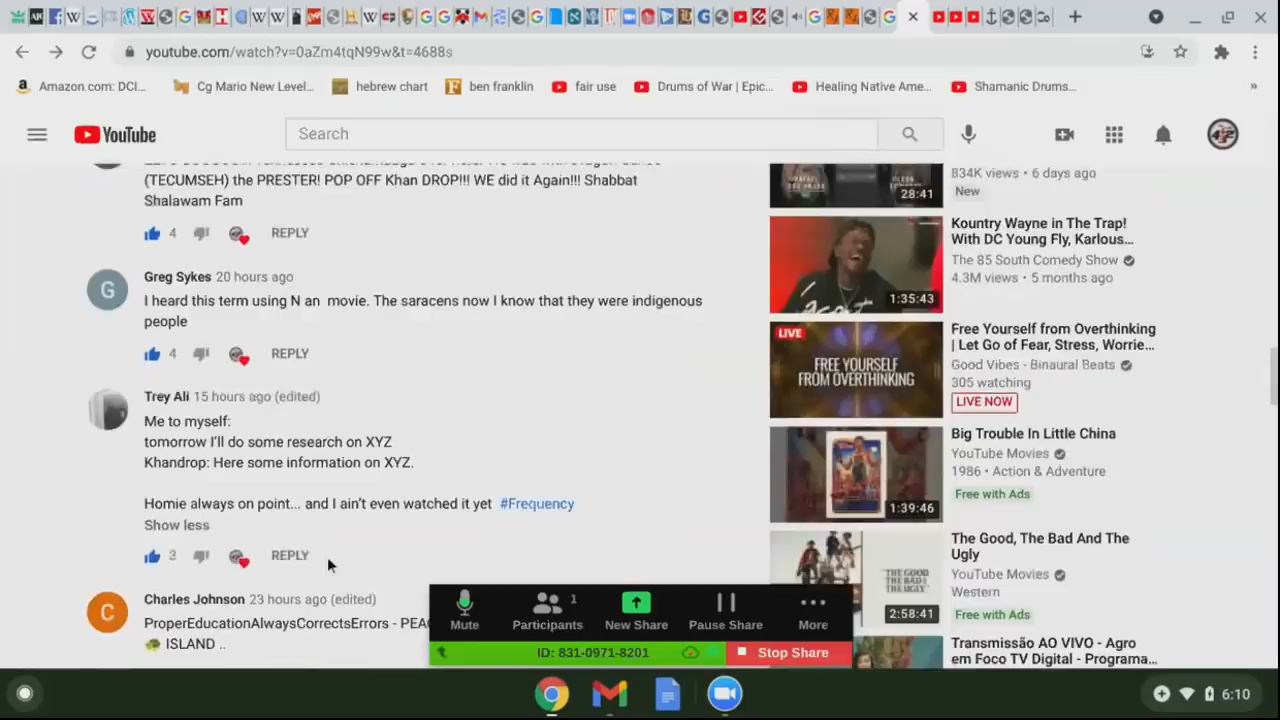 youtube.com/watch?v=0aZm4tqN99w&t=4688s
Amazon.com: DCI...
Cg Mario New Level...
hebrew chart
ben franklin
fair use
Drums of War | Epic...
Healing Native Ame...
Shamanic Drums...
»
YouTube
Search
(TECUMSEH) the PRESTER! POP OFF Khan DROP!!! WE did it Again!!! Shabbat
Shalawam Fam
4 REPLY
Greg Sykes 20 hours ago
I heard this term using N an movie. The saracens now I know that they were indigenous
people
4 REPLY
Trey Ali 15 hours ago (edited)
Me to myself:
tomorrow I'll do some research on XYZ
Khandrop: Here some information on XYZ.
Homie always on point... and I ain't even watched it yet #Frequency
Show less
3 REPLY
C
Charles Johnson 23 hours ago (edited)
ProperEducationAlwaysCorrectsErrors - PEA
ISLAND ..
G
28:41
834K views • 6 days ago
New
1:35:43
Kountry Wayne in The Trap!
With DC Young Fly, Karlous...
The 85 South Comedy Show
4.3M views • 5 months ago
LIVE
FREE YOURSELF
FROM OVERTHINKING
Free Yourself from Overthinking
| Let Go of Fear, Stress, Worrie...
Good Vibes - Binaural Beats
305 watching
LIVE NOW
1:39:46
Big Trouble In Little China
YouTube Movies
1986 • Action & Adventure
Free with Ads
THE GOOD
THE BAD &
THE UGLY
2:58:41
The Good, The Bad And The
Ugly
YouTube Movies
Western
Free with Ads
Transmissão AO VIVO - Agro
em Foco TV Digital - Programa...
1
Mute
Participants
New Share
Pause Share
More
ID: 831-0971-8201
Stop Share
6:10